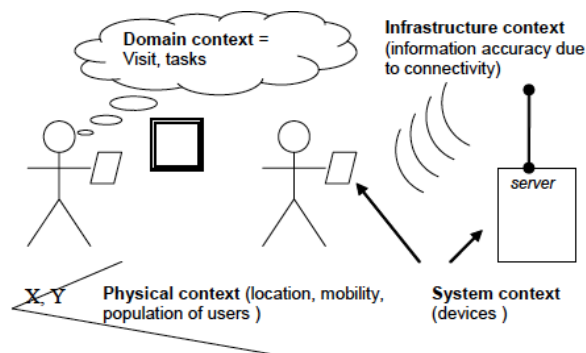 Domain context =
Visit, tasks
Infrastructure context
(information accuracy due
to connectivity)
server
X, Y
Physical context (location, mobility,
population of users )
System context
(devices )